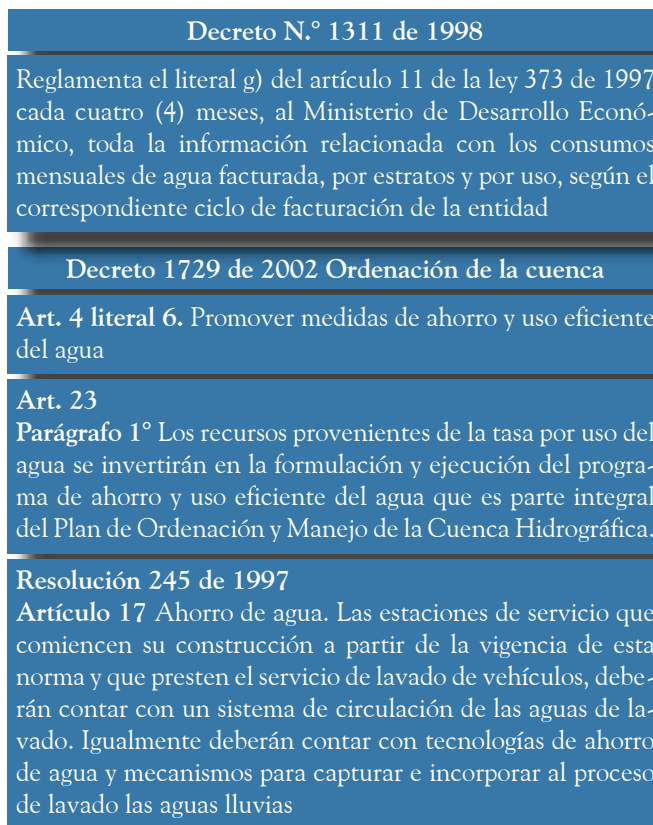 Decreto N.° 1311 de 1998
Reglamenta el literal g) del artículo 11 de la ley 373 de 1997
cada cuatro (4) meses, al Ministerio de Desarrollo Econó-
mico, toda la información relacionada con los consumos
mensuales de agua facturada, por estratos y por uso, según el
correspondiente ciclo de facturación de la entidad
Decreto 1729 de 2002 Ordenación de la cuenca
Art. 4 literal 6. Promover medidas de ahorro y uso eficiente
del agua
Art. 23
Parágrafo 1° Los recursos provenientes de la tasa por uso del
agua se invertirán en la formulación y ejecución del progra-
ma de ahorro y uso eficiente del agua que es parte integral
del Plan de Ordenación y Manejo de la Cuenca Hidrográfica.
Resolución 245 de 1997
Artículo 17 Ahorro de agua. Las estaciones de servicio que
comiencen su construcción a partir de la vigencia de esta
norma y que presten el servicio de lavado de vehículos, debe-
rán contar con un sistema de circulación de las aguas de la-
vado. Igualmente deberán contar con tecnologías de ahorro
de agua y mecanismos para capturar e incorporar al proceso
de lavado las aguas lluvias